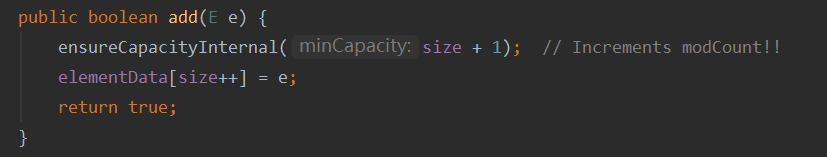 public boolean add(E e) {
ensureCapacityInternal( minCapacity: size + 1);  // Increments modCount!!
elementData[size++] = e;
return true;
}